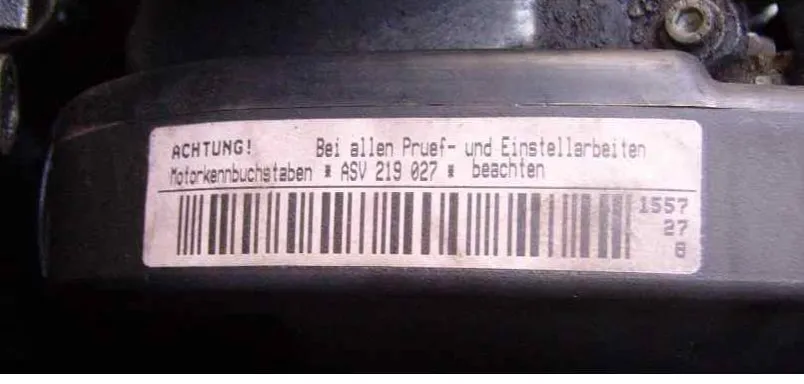 ACHTUNG! Bei allen Pruef- und Einstellarbeiten
Motorkennbuchstaben * ASV 219 027 * beachten
1557
27
8